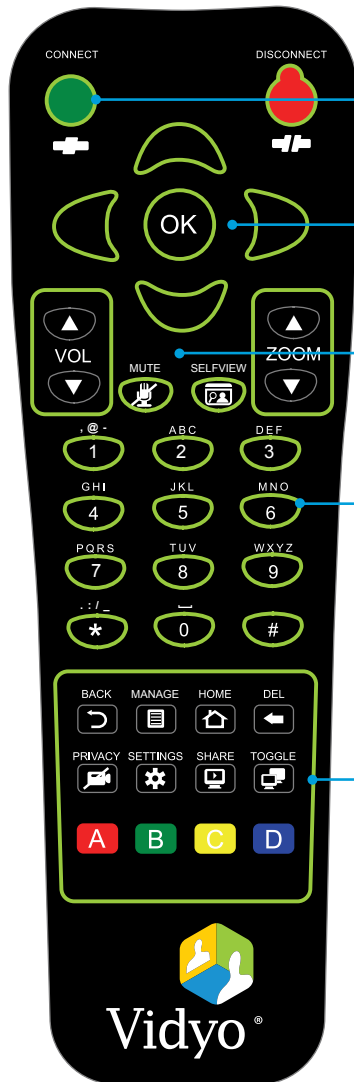 CONNECT DISCONNECT
OK
VOL ZOOM
MUTE SELFVIEW
, @ - ABC DEF
1 2 3
GHI JKL MNO
4 5 6
PQRS TUV WXYZ
7 8 9
. : / _ ⎵
* 0 #
BACK MANAGE HOME DEL
PRIVACY SETTINGS SHARE TOGGLE
A B C D
Vidyo®